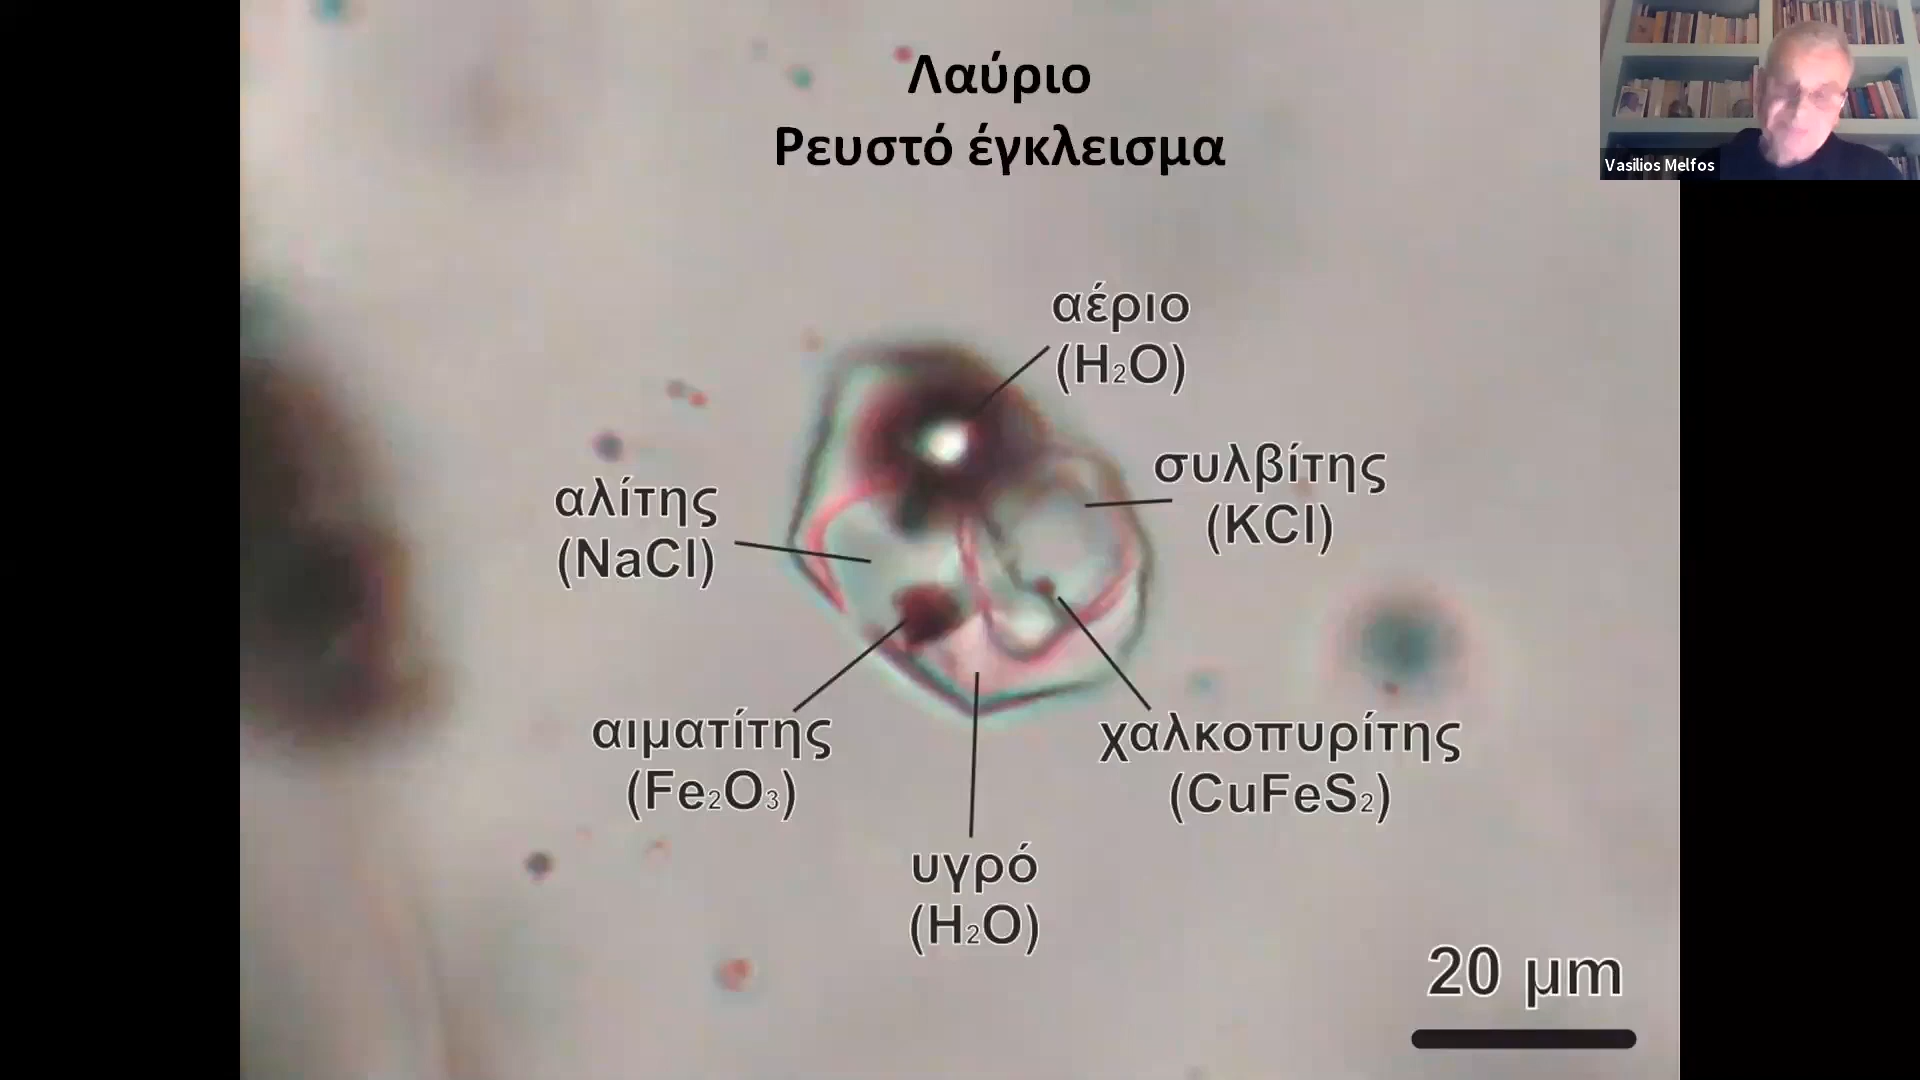 Λαύριο
Ρευστό έγκλεισμα
Vasilios Melfos
αέριο
(H₂O)
συλβίτης
(KCl)
αλίτης
(NaCl)
αιματίτης
(Fe₂O₃)
χαλκοπυρίτης
(CuFeS₂)
υγρό
(H₂O)
20 μm